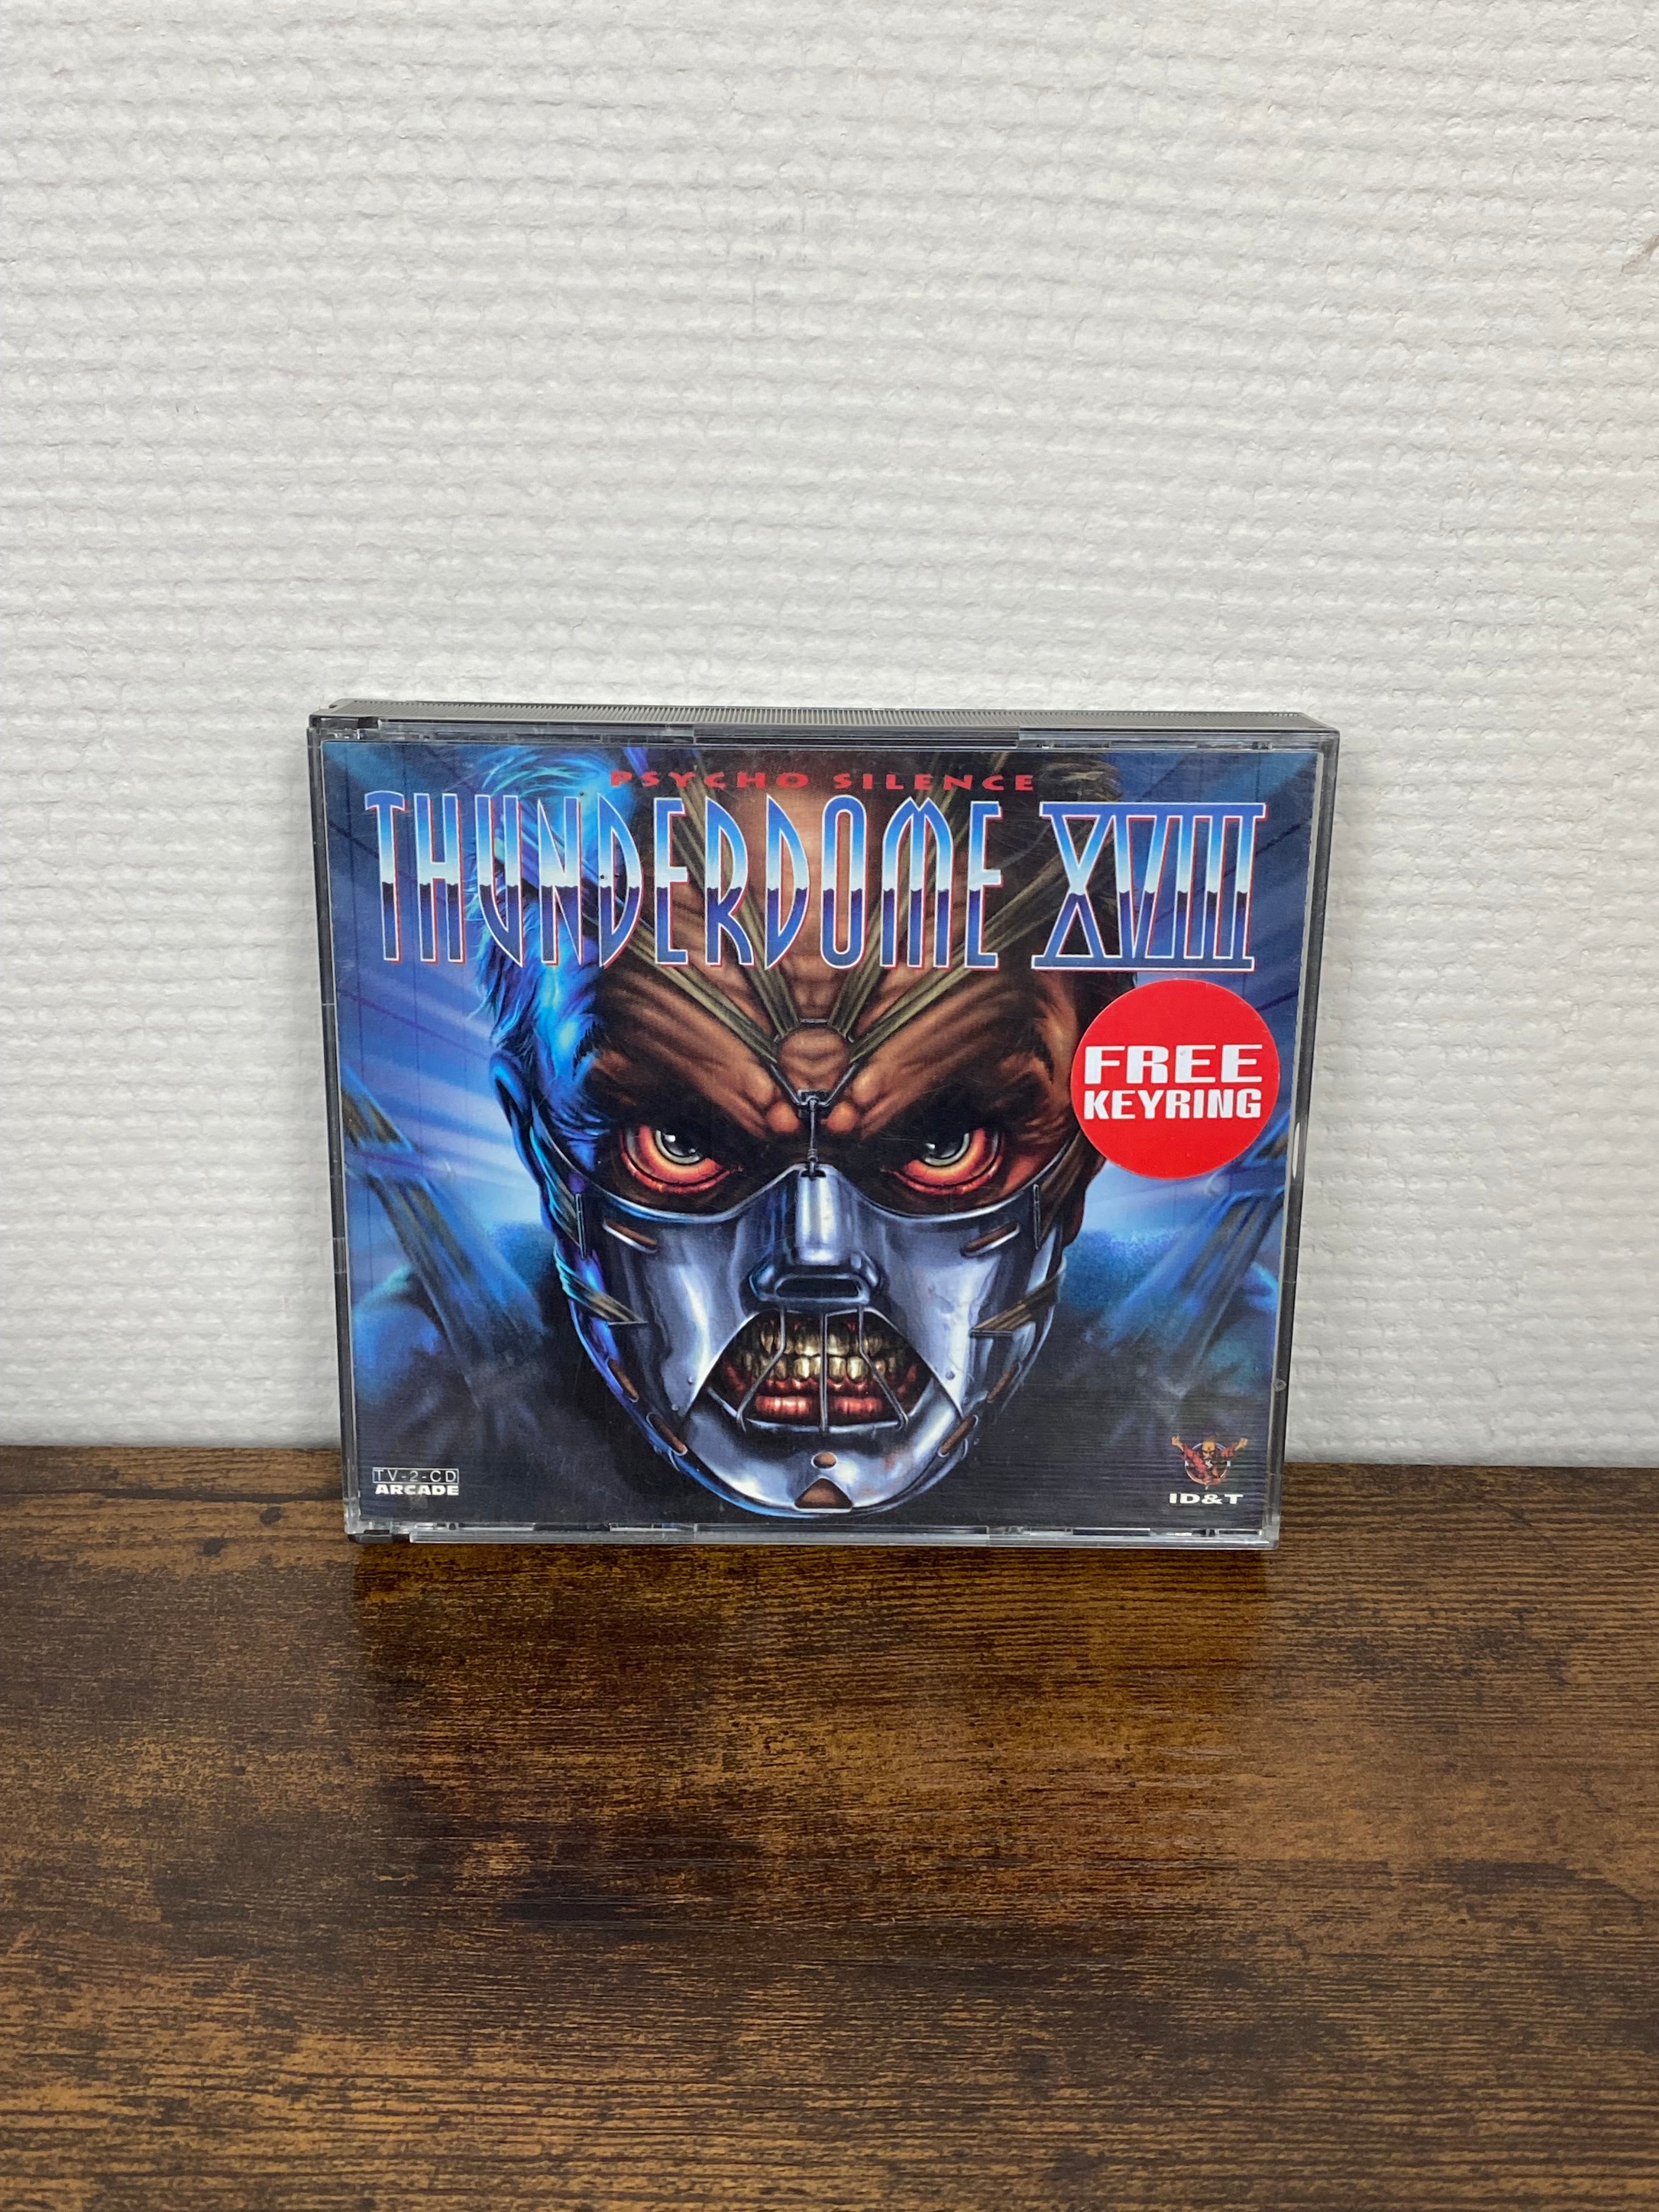 PSYCHO SILENCE
THUNDERDOME XVIII
FREE
KEYRING
TV-2-CD
ARCADE
ID&T